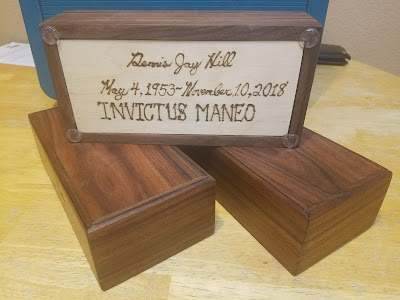 Dennis Jay Hill
May 4, 1953~November, 10, 2018
INVICTUS MANEO